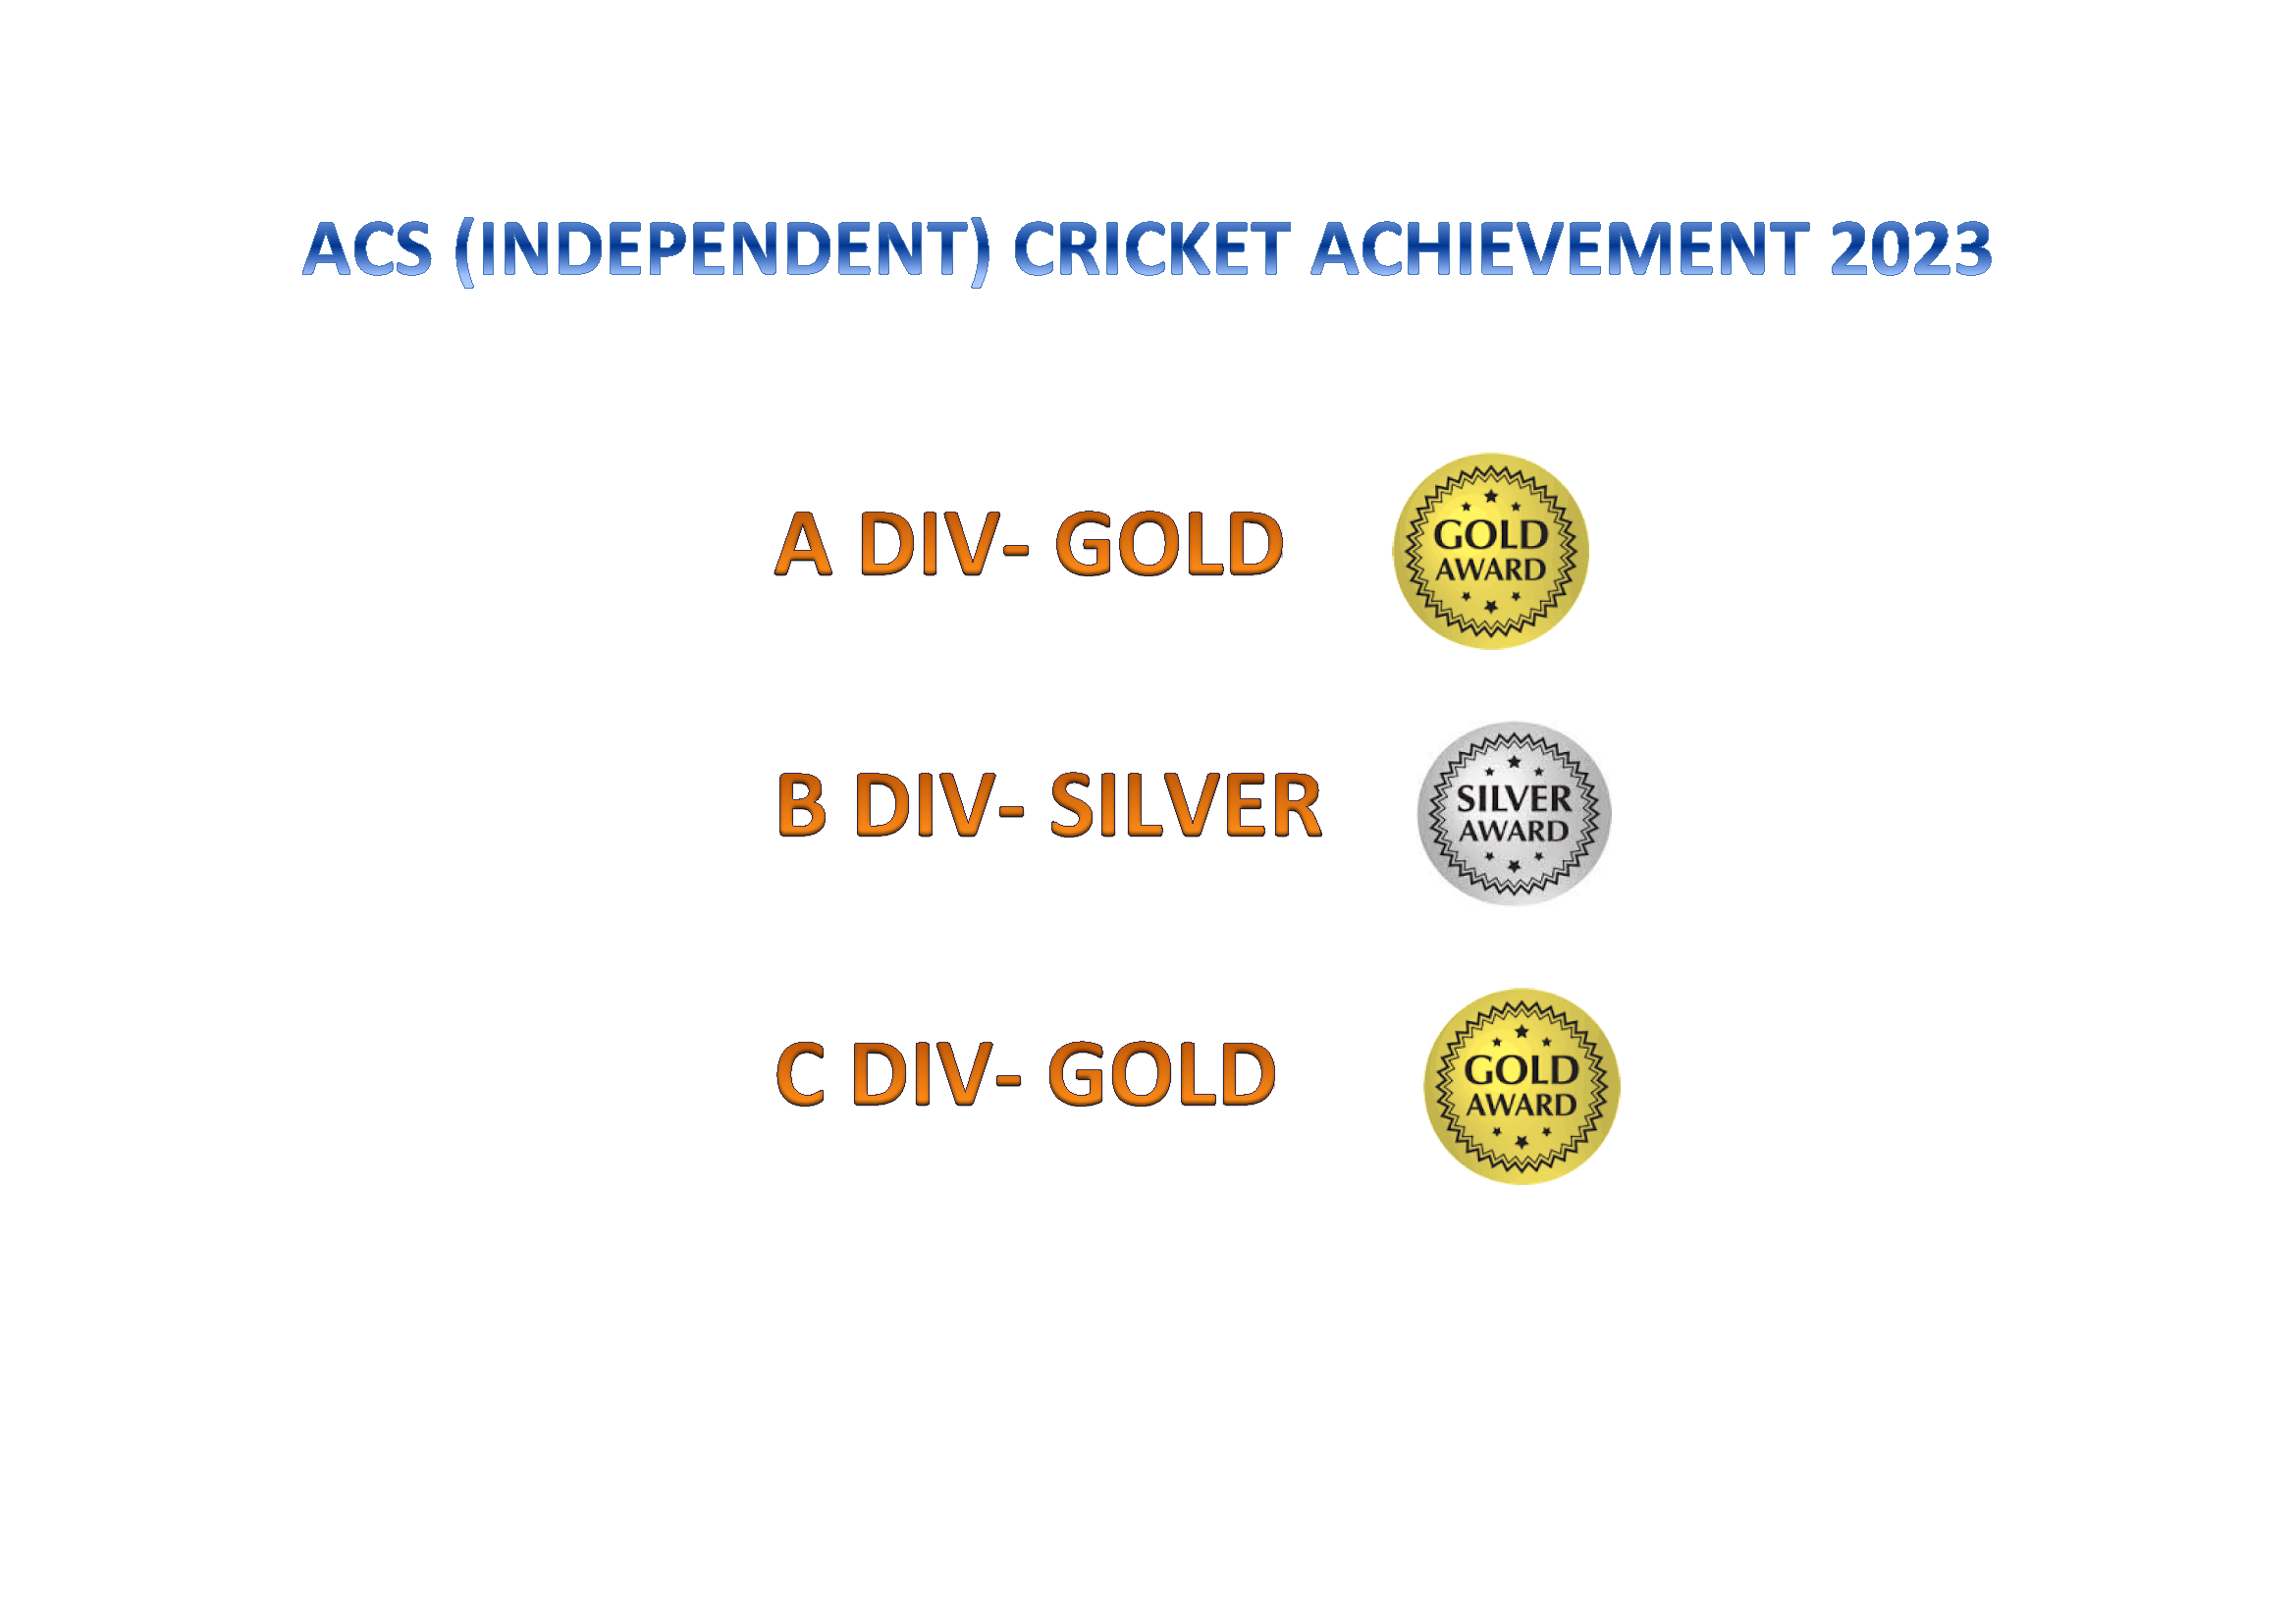 ACS (INDEPENDENT) CRICKET ACHIEVEMENT 2023
A DIV- GOLD
GOLD
AWARD
B DIV- SILVER
SILVER
AWARD
C DIV- GOLD
GOLD
AWARD